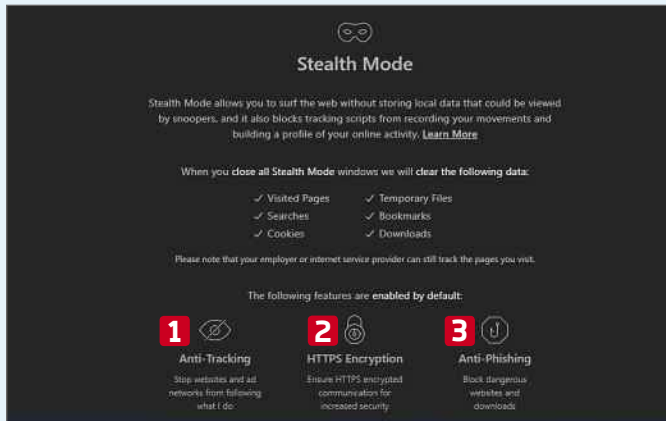 Stealth Mode
Stealth Mode allows you to surf the web without storing local data that could be viewed
by snoopers, and it also blocks tracking scripts from recording your movements and
building a profile of your online activity. Learn More
When you close all Stealth Mode windows we will clear the following data:
✓ Visited Pages ✓ Temporary Files
✓ Searches ✓ Bookmarks
✓ Cookies ✓ Downloads
Please note that your employer or internet service provider can still track the pages you visit.
The following features are enabled by default:
1 2 3
Anti-Tracking HTTPS Encryption Anti-Phishing
Stop websites and ad Ensure HTTPS encrypted Block dangerous
networks from following communication for websites and
what I do increased security downloads